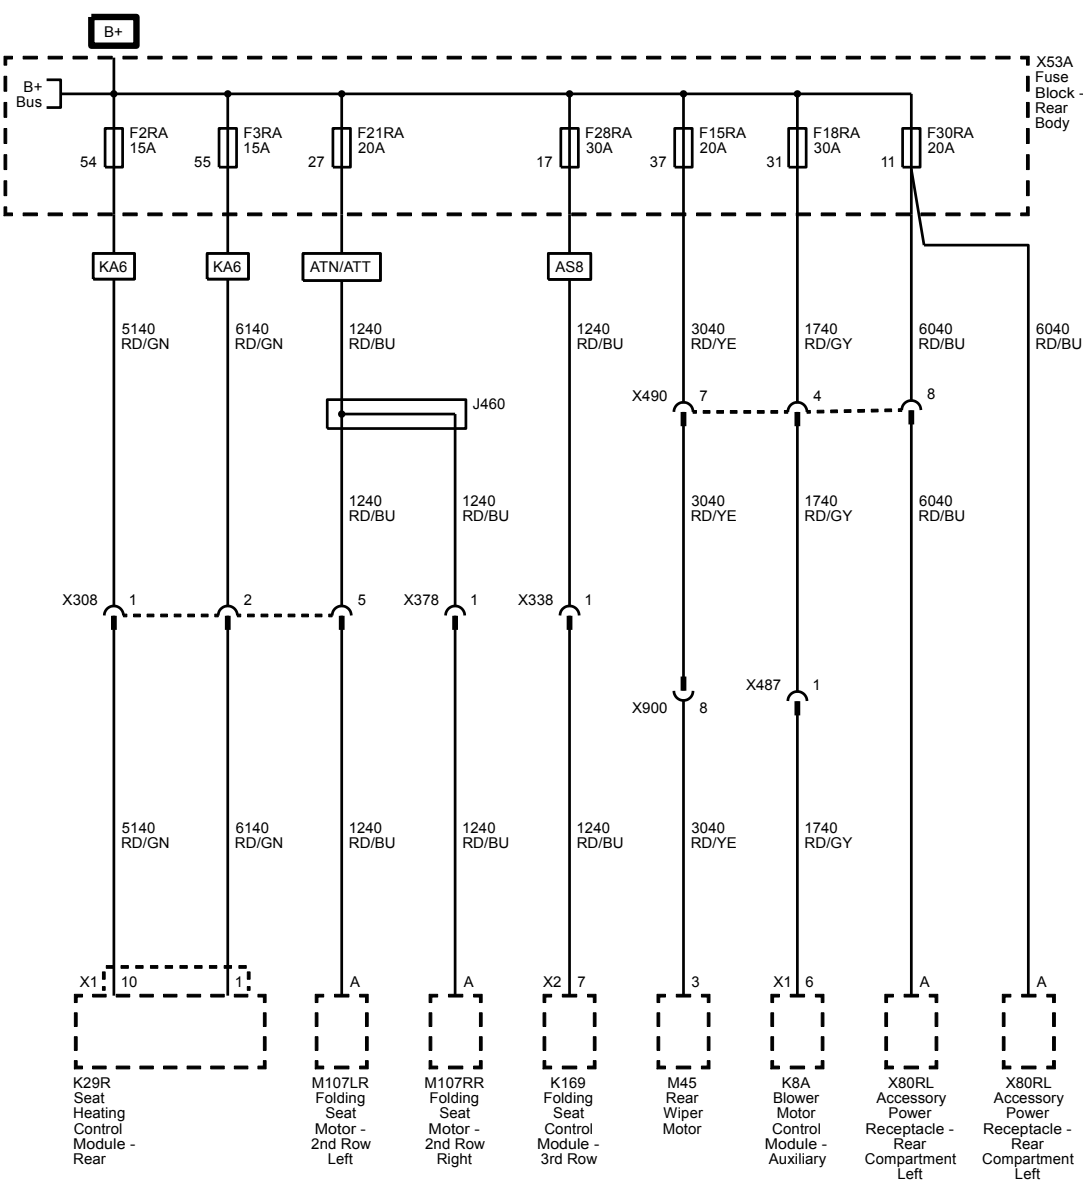 B+
B+
Bus
X53A
Fuse
Block -
Rear
Body
F2RA
15A
54
F3RA
15A
55
F21RA
20A
27
F28RA
30A
17
F15RA
20A
37
F18RA
30A
31
F30RA
20A
11
KA6
KA6
ATN/ATT
AS8
5140
RD/GN
6140
RD/GN
1240
RD/BU
1240
RD/BU
3040
RD/YE
1740
RD/GY
6040
RD/BU
6040
RD/BU
X490
7
4
8
J460
1240
RD/BU
1240
RD/BU
3040
RD/YE
1740
RD/GY
6040
RD/BU
X308
1
2
5
X378
1
X338
1
X900
8
X487
1
5140
RD/GN
6140
RD/GN
1240
RD/BU
1240
RD/BU
1240
RD/BU
3040
RD/YE
1740
RD/GY
X1
10
1
A
A
X2
7
3
X1
6
A
A
K29R
Seat
Heating
Control
Module -
Rear
M107LR
Folding
Seat
Motor -
2nd Row
Left
M107RR
Folding
Seat
Motor -
2nd Row
Right
K169
Folding
Seat
Control
Module -
3rd Row
M45
Rear
Wiper
Motor
K8A
Blower
Motor
Control
Module -
Auxiliary
X80RL
Accessory
Power
Receptacle -
Rear
Compartment
Left
X80RL
Accessory
Power
Receptacle -
Rear
Compartment
Left